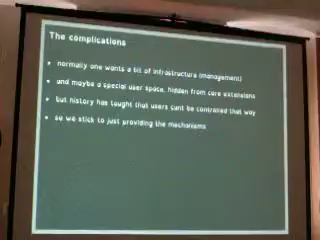 The complications
• normally one wants a bit of infrastructure (management)
• and maybe a special user space, hidden from core extensions
• but history has taught that users cant be controlled that way
• so we stick to just providing the mechanisms